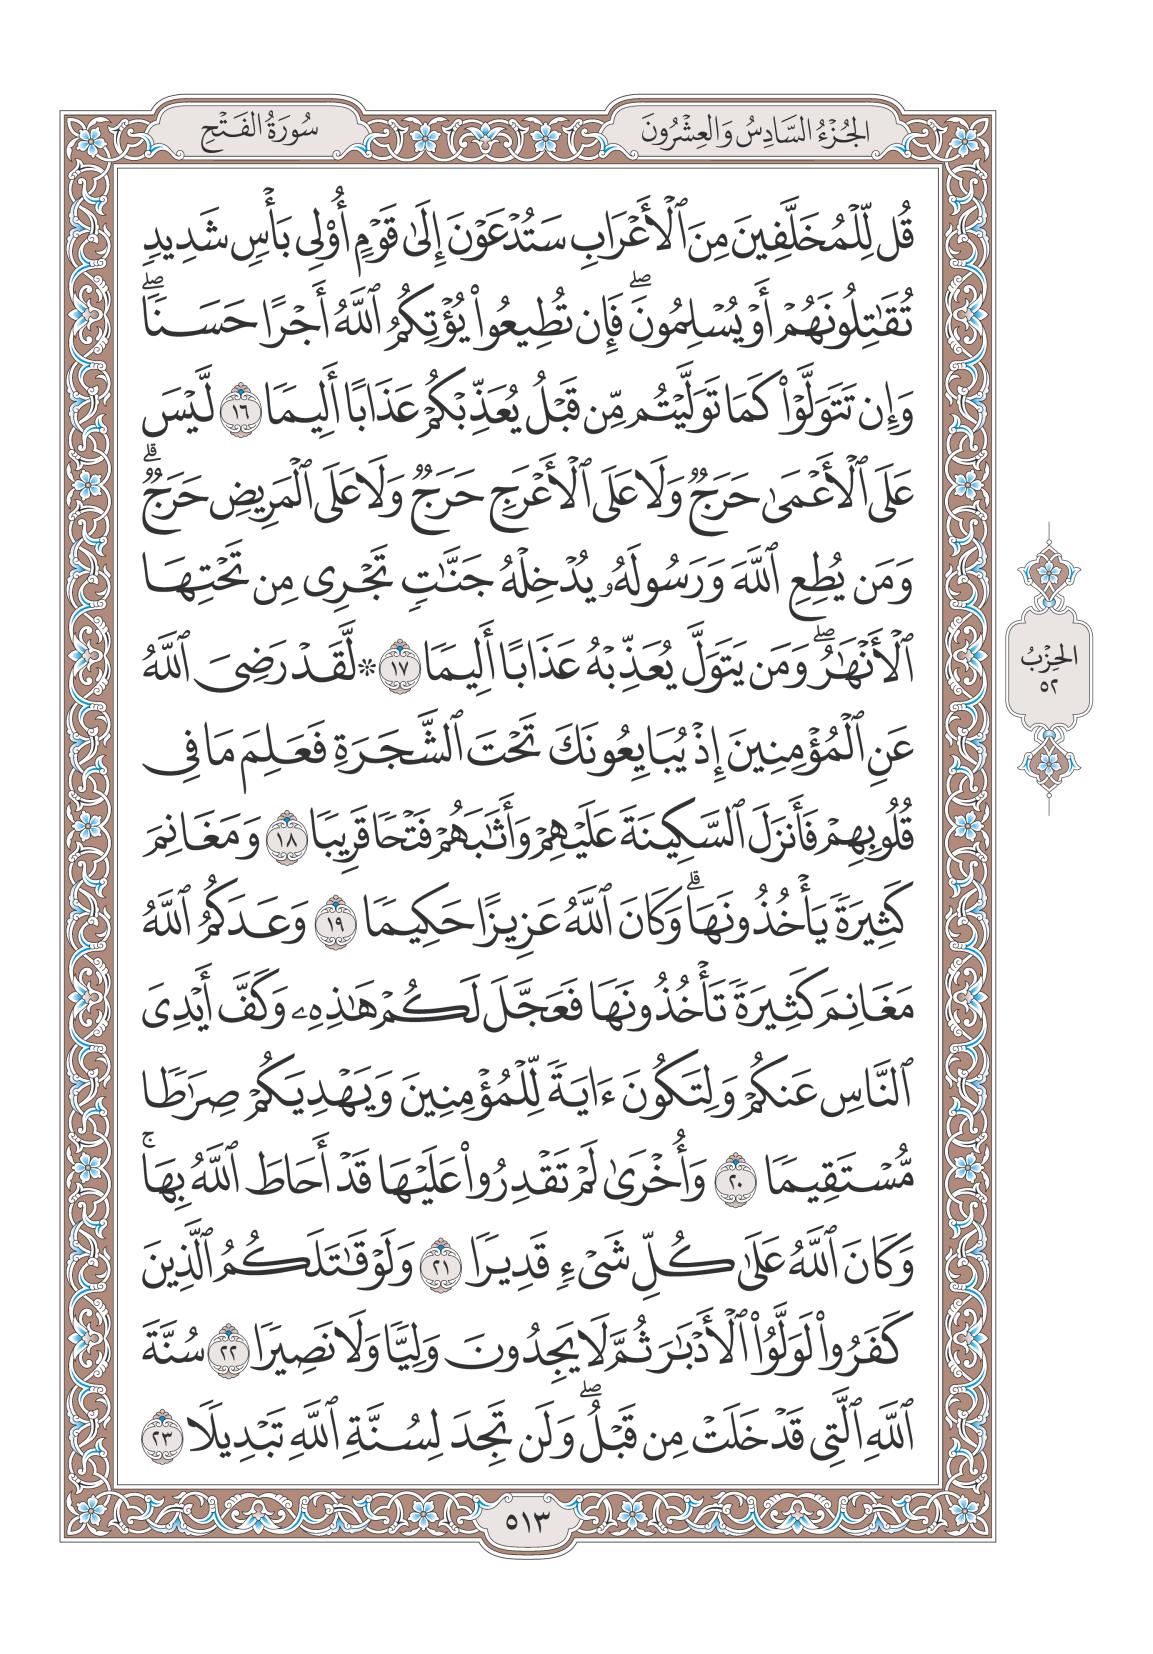 الجُزْءُ السَّادِسُ وَالعِشْرُونَ
سُورَةُ الفَتْحِ
قُل لِّلْمُخَلَّفِينَ مِنَ ٱلْأَعْرَابِ سَتُدْعَوْنَ إِلَىٰ قَوْمٍ أُوْلِى بَأْسٍ شَدِيدٍ
تُقَٰتِلُونَهُمْ أَوْ يُسْلِمُونَۖ فَإِن تُطِيعُوا۟ يُؤْتِكُمُ ٱللَّهُ أَجْرًا حَسَنًاۖ
وَإِن تَتَوَلَّوْا۟ كَمَا تَوَلَّيْتُم مِّن قَبْلُ يُعَذِّبْكُمْ عَذَابًا أَلِيمًا ١٦ لَّيْسَ
عَلَى ٱلْأَعْمَىٰ حَرَجٌ وَلَا عَلَى ٱلْأَعْرَجِ حَرَجٌ وَلَا عَلَى ٱلْمَرِيضِ حَرَجٌۗ
وَمَن يُطِعِ ٱللَّهَ وَرَسُولَهُۥ يُدْخِلْهُ جَنَّٰتٍ تَجْرِى مِن تَحْتِهَا
ٱلْأَنْهَٰرُۖ وَمَن يَتَوَلَّ يُعَذِّبْهُ عَذَابًا أَلِيمًا ١٧ ۞ لَّقَدْ رَضِىَ ٱللَّهُ
عَنِ ٱلْمُؤْمِنِينَ إِذْ يُبَايِعُونَكَ تَحْتَ ٱلشَّجَرَةِ فَعَلِمَ مَا فِى
قُلُوبِهِمْ فَأَنزَلَ ٱلسَّكِينَةَ عَلَيْهِمْ وَأَثَٰبَهُمْ فَتْحًا قَرِيبًا ١٨ وَمَغَانِمَ
كَثِيرَةً يَأْخُذُونَهَاۗ وَكَانَ ٱللَّهُ عَزِيزًا حَكِيمًا ١٩ وَعَدَكُمُ ٱللَّهُ
مَغَانِمَ كَثِيرَةً تَأْخُذُونَهَا فَعَجَّلَ لَكُمْ هَٰذِهِۦ وَكَفَّ أَيْدِىَ
ٱلنَّاسِ عَنكُمْ وَلِتَكُونَ ءَايَةً لِّلْمُؤْمِنِينَ وَيَهْدِيَكُمْ صِرَٰطًا
مُّسْتَقِيمًا ٢٠ وَأُخْرَىٰ لَمْ تَقْدِرُوا۟ عَلَيْهَا قَدْ أَحَاطَ ٱللَّهُ بِهَاۚ
وَكَانَ ٱللَّهُ عَلَىٰ كُلِّ شَىْءٍ قَدِيرًا ٢١ وَلَوْ قَٰتَلَكُمُ ٱلَّذِينَ
كَفَرُوا۟ لَوَلَّوُا۟ ٱلْأَدْبَٰرَ ثُمَّ لَا يَجِدُونَ وَلِيًّا وَلَا نَصِيرًا ٢٢ سُنَّةَ
ٱللَّهِ ٱلَّتِى قَدْ خَلَتْ مِن قَبْلُۖ وَلَن تَجِدَ لِسُنَّةِ ٱللَّهِ تَبْدِيلًا ٢٣
الحِزْبُ
٥٢
٥١٣